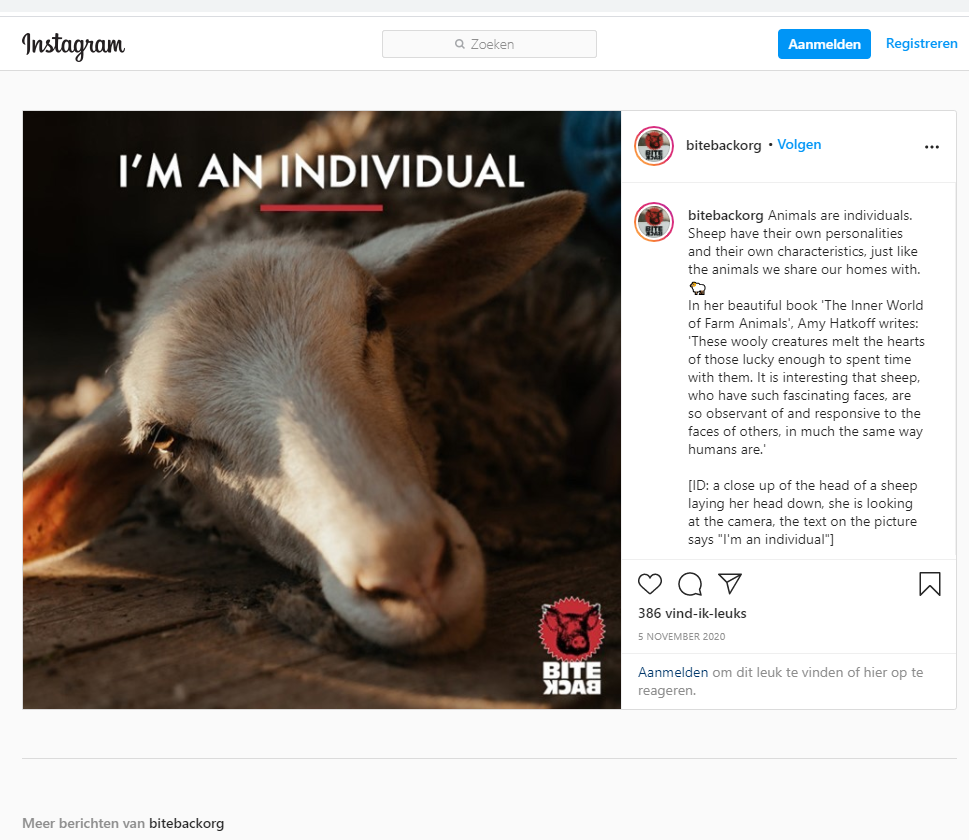 Instagram
Zoeken
Aanmelden
Registreren
I'M AN INDIVIDUAL
BITE
BACK
bitebackorg • Volgen
bitebackorg Animals are individuals.
Sheep have their own personalities
and their own characteristics, just like
the animals we share our homes with.
🐑
In her beautiful book 'The Inner World
of Farm Animals', Amy Hatkoff writes:
'These wooly creatures melt the hearts
of those lucky enough to spent time
with them. It is interesting that sheep,
who have such fascinating faces, are
so observant of and responsive to the
faces of others, in much the same way
humans are.'
[ID: a close up of the head of a sheep
laying her head down, she is looking
at the camera, the text on the picture
says "I'm an individual"]
386 vind-ik-leuks
5 NOVEMBER 2020
Aanmelden om dit leuk te vinden of hier op te
reageren.
Meer berichten van bitebackorg